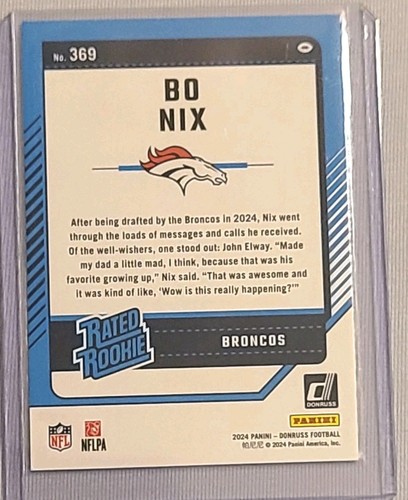 No. 369
BO
NIX
After being drafted by the Broncos in 2024, Nix went
through the loads of messages and calls he received.
Of the well-wishers, one stood out: John Elway. “Made
my dad a little mad, I think, because that was his
favorite growing up,” Nix said. “That was awesome and
it was kind of like, ‘Wow is this really happening?’”
RATED
ROOKIE
BRONCOS
DONRUSS
PANINI
NFL
NFLPA
2024 PANINI – DONRUSS FOOTBALL
帕尼尼 © 2024 Panini America, Inc.